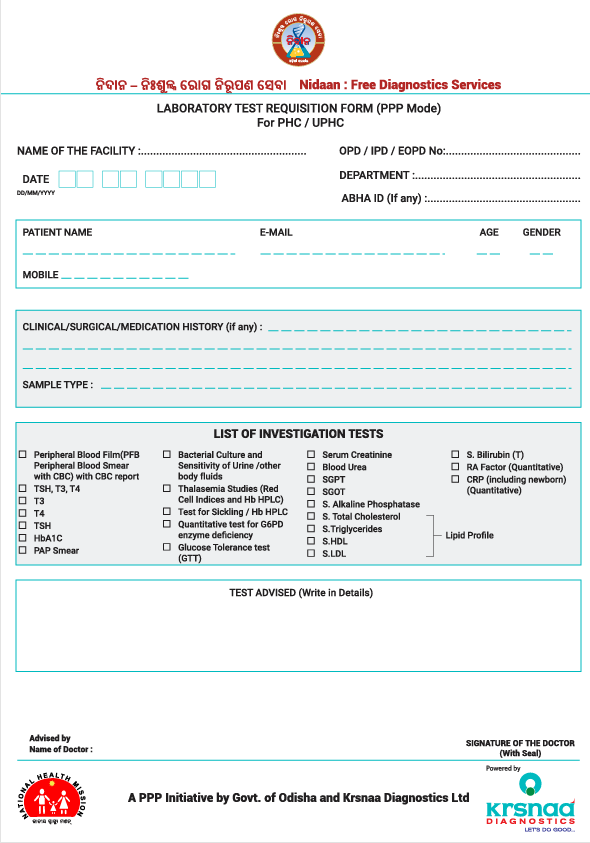 ନିଦାନ
ନିଦାନ – ନିଃଶୁଳ୍କ ରୋଗ ନିରୂପଣ ସେବା Nidaan : Free Diagnostics Services
LABORATORY TEST REQUISITION FORM (PPP Mode)
For PHC / UPHC
NAME OF THE FACILITY :
OPD / IPD / EOPD No:
DATE
DD/MM/YYYY
DEPARTMENT :
ABHA ID (If any) :
PATIENT NAME E-MAIL AGE GENDER
MOBILE
CLINICAL/SURGICAL/MEDICATION HISTORY (if any) :
SAMPLE TYPE :
LIST OF INVESTIGATION TESTS
Peripheral Blood Film(PFB
Peripheral Blood Smear
with CBC) with CBC report
TSH, T3, T4
T3
T4
TSH
HbA1C
PAP Smear
Bacterial Culture and
Sensitivity of Urine /other
body fluids
Thalasemia Studies (Red
Cell Indices and Hb HPLC)
Test for Sickling / Hb HPLC
Quantitative test for G6PD
enzyme deficiency
Glucose Tolerance test
(GTT)
Serum Creatinine
Blood Urea
SGPT
SGOT
S. Alkaline Phosphatase
S. Total Cholesterol
S.Triglycerides
S.HDL
S.LDL
Lipid Profile
S. Bilirubin (T)
RA Factor (Quantitative)
CRP (including newborn)
(Quantitative)
TEST ADVISED (Write in Details)
Advised by
Name of Doctor :
SIGNATURE OF THE DOCTOR
(With Seal)
NATIONAL HEALTH MISSION
A PPP Initiative by Govt. of Odisha and Krsnaa Diagnostics Ltd
Powered by
krsnaa
DIAGNOSTICS
LET'S DO GOOD...